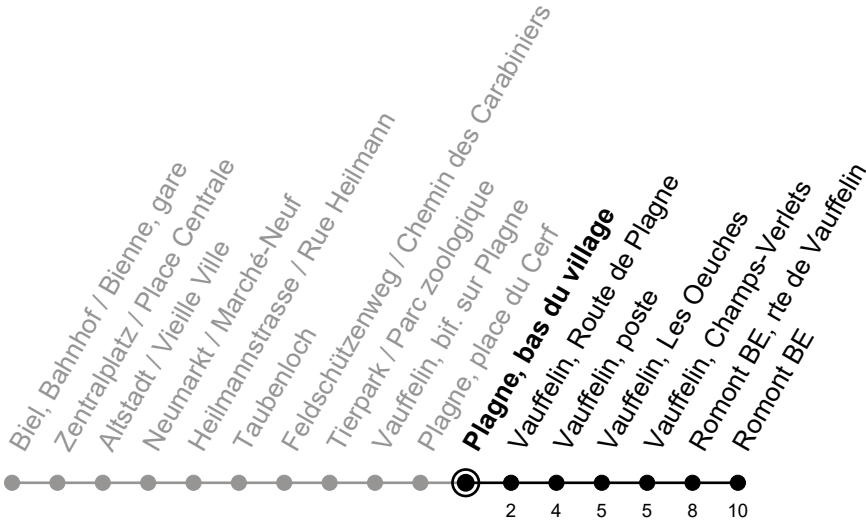 Biel, Bahnhof / Bienne, gare
Zentralplatz / Place Centrale
Altstadt / Vieille Ville
Neumarkt / Marché-Neuf
Heilmannstrasse / Rue Heilmann
Taubenloch
Feldschützenweg / Chemin des Carabiniers
Tierpark / Parc zoologique
Vauffelin, bif. sur Plagne
Plagne, place du Cerf
Plagne, bas du village
Vauffelin, Route de Plagne
Vauffelin, poste
Vauffelin, Les Oeuches
Vauffelin, Champs-Verlets
Romont BE, rte de Vauffelin
Romont BE
2 4 5 5 8 10